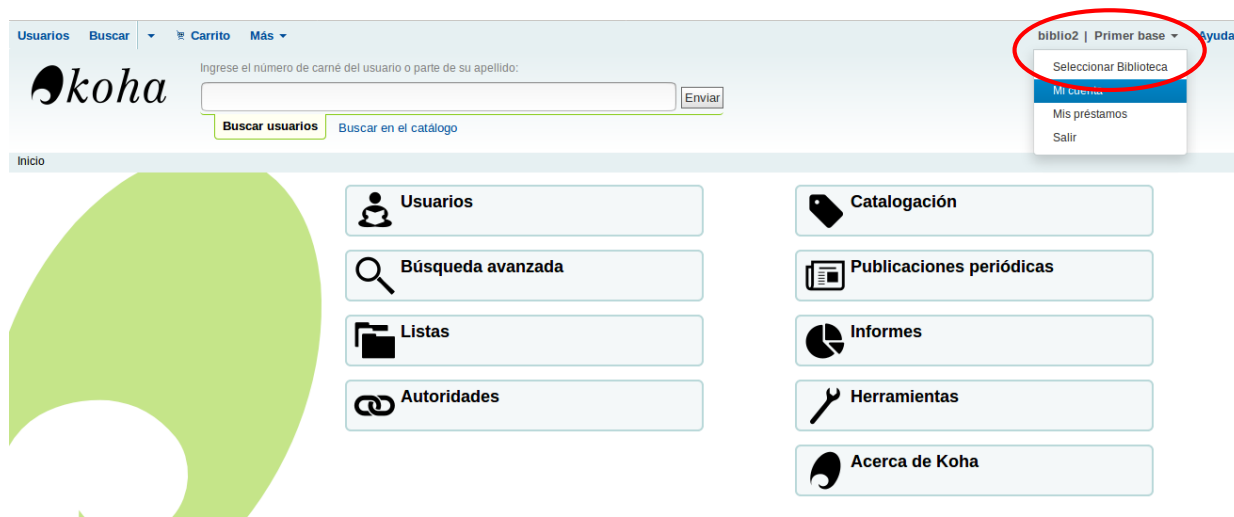 Usuarios Buscar Carrito Más biblio2 | Primer base Ayuda
Seleccionar Biblioteca
Mi cuenta
Mis préstamos
Salir
koha
Ingrese el número de carné del usuario o parte de su apellido:
Enviar
Buscar usuarios Buscar en el catálogo
Inicio
Usuarios
Catalogación
Búsqueda avanzada
Publicaciones periódicas
Listas
Informes
Autoridades
Herramientas
Acerca de Koha